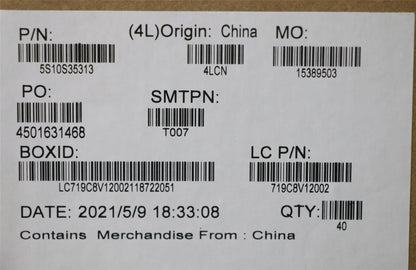 P/N: (4L)Origin: China MO:
5S10S35313 4LCN 15389503
PO: SMTPN:
4501631468 T007
BOXID: LC P/N:
LC719C8V12002118722051 719C8V12002
DATE: 2021/5/9 18:33:08 QTY:
40
Contains Merchandise From : China